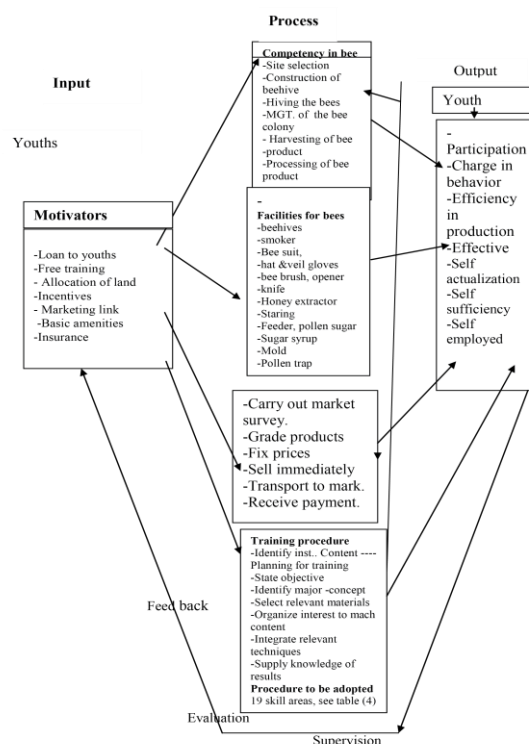 Process
Input
Output
Youths
Competency in bee
-Site selection
-Construction of
beehive
-Hiving the bees
-MGT. of the bee
colony
- Harvesting of bee
-product
-Processing of bee
product
Youth
-
Participation
-Charge in
behavior
-Efficiency
in
production
-Effective
-Self
actualization
-Self
sufficiency
-Self
employed
Motivators
-Loan to youths
-Free training
- Allocation of land
-Incentives
- Marketing link
-Basic amenities
-Insurance
-
Facilities for bees
-beehives
-smoker
-Bee suit,
-hat &veil gloves
-bee brush, opener
-knife
-Honey extractor
-Staring
-Feeder, pollen sugar
-Sugar syrup
-Mold
-Pollen trap
-Carry out market
survey.
-Grade products
-Fix prices
-Sell immediately
-Transport to mark.
-Receive payment.
Training procedure
-Identify inst.. Content ----
Planning for training
-State objective
-Identify major -concept
-Select relevant materials
-Organize interest to mach
content
-Integrate relevant
techniques
-Supply knowledge of
results
Procedure to be adopted
19 skill areas, see table (4)
Feed back
Evaluation
Supervision